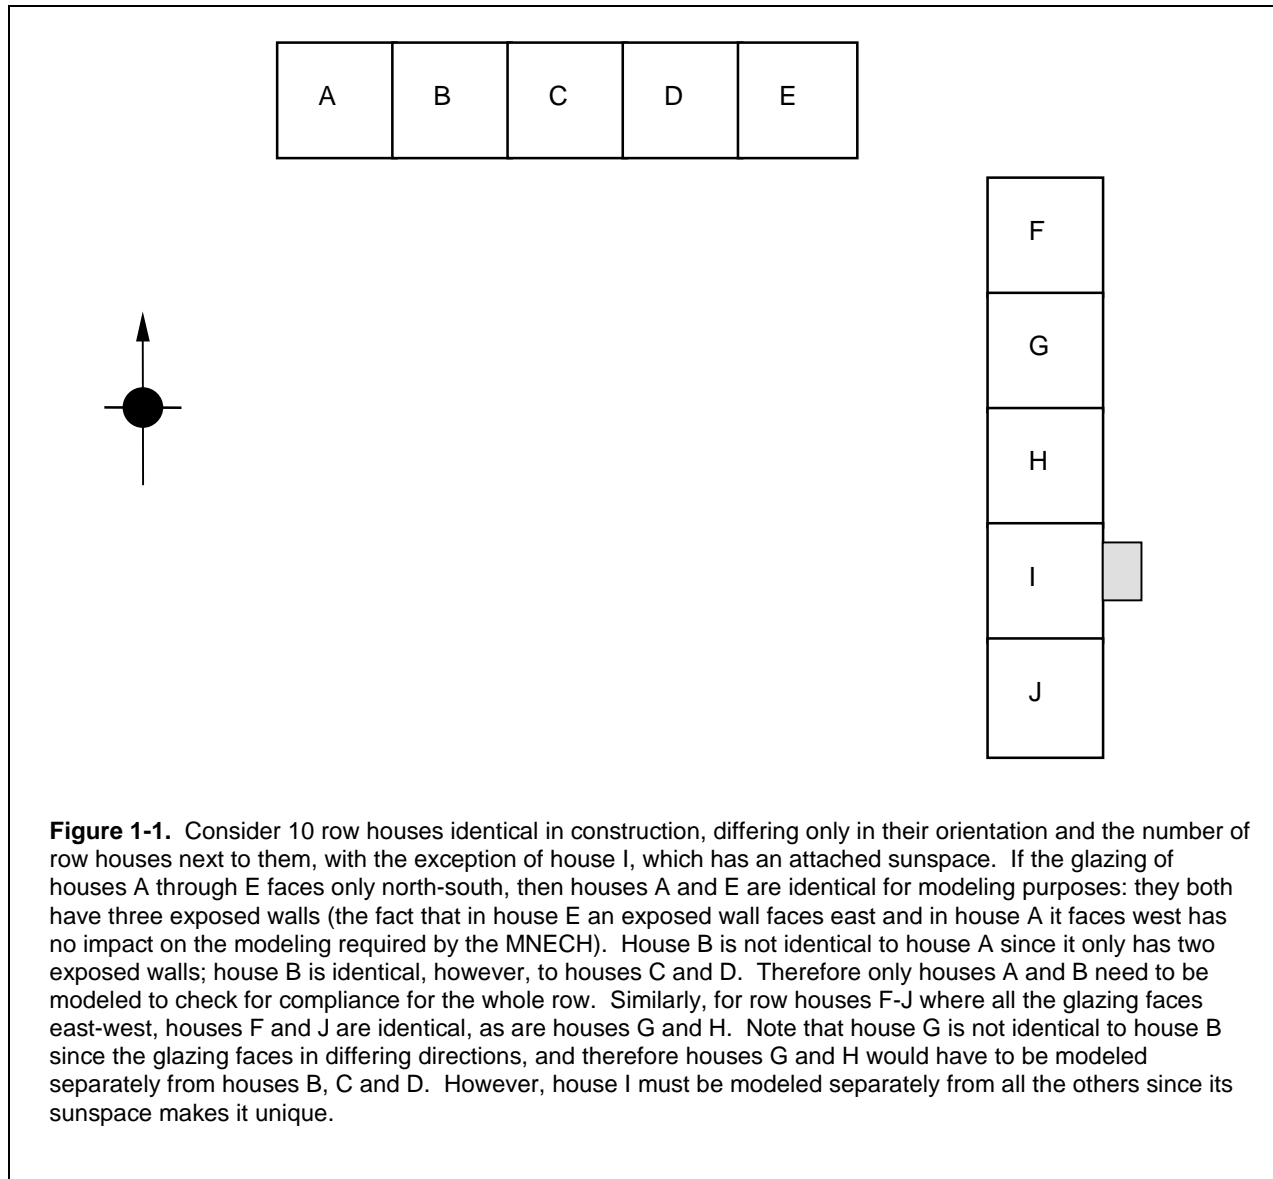 A B C D E
F
G
H
I
J
Figure 1-1. Consider 10 row houses identical in construction, differing only in their orientation and the number of
row houses next to them, with the exception of house I, which has an attached sunspace. If the glazing of
houses A through E faces only north-south, then houses A and E are identical for modeling purposes: they both
have three exposed walls (the fact that in house E an exposed wall faces east and in house A it faces west has
no impact on the modeling required by the MNECH). House B is not identical to house A since it only has two
exposed walls; house B is identical, however, to houses C and D. Therefore only houses A and B need to be
modeled to check for compliance for the whole row. Similarly, for row houses F-J where all the glazing faces
east-west, houses F and J are identical, as are houses G and H. Note that house G is not identical to house B
since the glazing faces in differing directions, and therefore houses G and H would have to be modeled
separately from houses B, C and D. However, house I must be modeled separately from all the others since its
sunspace makes it unique.